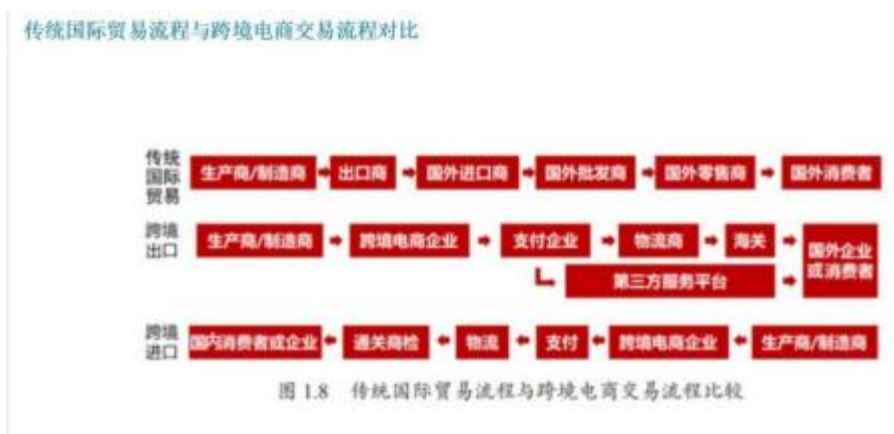 传统国际贸易流程与跨境电商交易流程对比
传统
国际
贸易
生产商/制造商
出口商
国外进口商
国外批发商
国外零售商
国外消费者
跨境
出口
生产商/制造商
跨境电商企业
支付企业
物流商
海关
国外企业
或消费者
第三方服务平台
跨境
进口
国内消费者或企业
通关商检
物流
支付
跨境电商企业
生产商/制造商
图 1.8 传统国际贸易流程与跨境电商交易流程比较